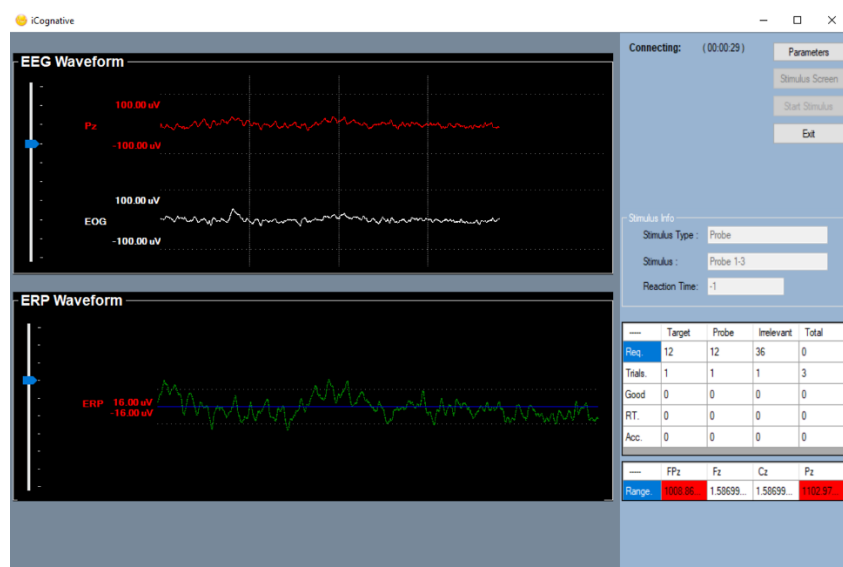 iCognative
EEG Waveform
100.00 uV
Pz
-100.00 uV
100.00 uV
EOG
-100.00 uV
ERP Waveform
ERP 16.00 uV
-16.00 uV
Connecting: ( 00:00:29 )
Parameters
Stimulus Screen
Start Stimulus
Exit
Stimulus Info
Stimulus Type : Probe
Stimulus : Probe 1-3
Reaction Time: -1
---- Target Probe Irrelevant Total
Req. 12 12 36 0
Trials. 1 1 1 3
Good 0 0 0 0
RT. 0 0 0 0
Acc. 0 0 0 0
---- FPz Fz Cz Pz
Range. 1008.86... 1.58699... 1.58699... 1102.97...